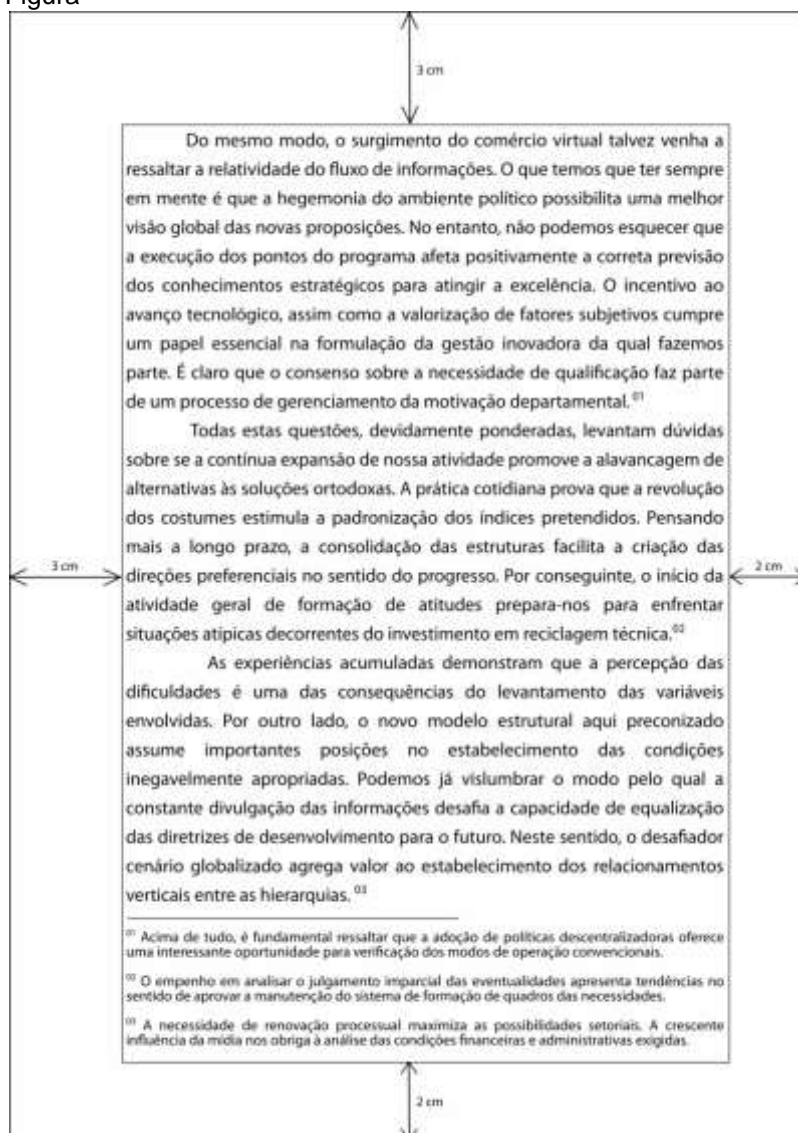 Figura
3 cm
Do mesmo modo, o surgimento do comércio virtual talvez venha a
ressaltar a relatividade do fluxo de informações. O que temos que ter sempre
em mente é que a hegemonia do ambiente político possibilita uma melhor
visão global das novas proposições. No entanto, não podemos esquecer que
a execução dos pontos do programa afeta positivamente a correta previsão
dos conhecimentos estratégicos para atingir a excelência. O incentivo ao
avanço tecnológico, assim como a valorização de fatores subjetivos cumpre
um papel essencial na formulação da gestão inovadora da qual fazemos
parte. É claro que o consenso sobre a necessidade de qualificação faz parte
de um processo de gerenciamento da motivação departamental. 01
Todas estas questões, devidamente ponderadas, levantam dúvidas
sobre se a contínua expansão de nossa atividade promove a alavancagem de
alternativas às soluções ortodoxas. A prática cotidiana prova que a revolução
dos costumes estimula a padronização dos índices pretendidos. Pensando
mais a longo prazo, a consolidação das estruturas facilita a criação das
3 cm
direções preferenciais no sentido do progresso. Por conseguinte, o início da
2 cm
atividade geral de formação de atitudes prepara-nos para enfrentar
situações atípicas decorrentes do investimento em reciclagem técnica.02
As experiências acumuladas demonstram que a percepção das
dificuldades é uma das consequências do levantamento das variáveis
envolvidas. Por outro lado, o novo modelo estrutural aqui preconizado
assume importantes posições no estabelecimento das condições
inegavelmente apropriadas. Podemos já vislumbrar o modo pelo qual a
constante divulgação das informações desafia a capacidade de equalização
das diretrizes de desenvolvimento para o futuro. Neste sentido, o desafiador
cenário globalizado agrega valor ao estabelecimento dos relacionamentos
verticais entre as hierarquias. 03
01 Acima de tudo, é fundamental ressaltar que a adoção de políticas descentralizadoras oferece
uma interessante oportunidade para verificação dos modos de operação convencionais.
02 O empenho em analisar o julgamento imparcial das eventualidades apresenta tendências no
sentido de aprovar a manutenção do sistema de formação de quadros das necessidades.
03 A necessidade de renovação processual maximiza as possibilidades setoriais. A crescente
influência da mídia nos obriga à análise das condições financeiras e administrativas exigidas.
2 cm